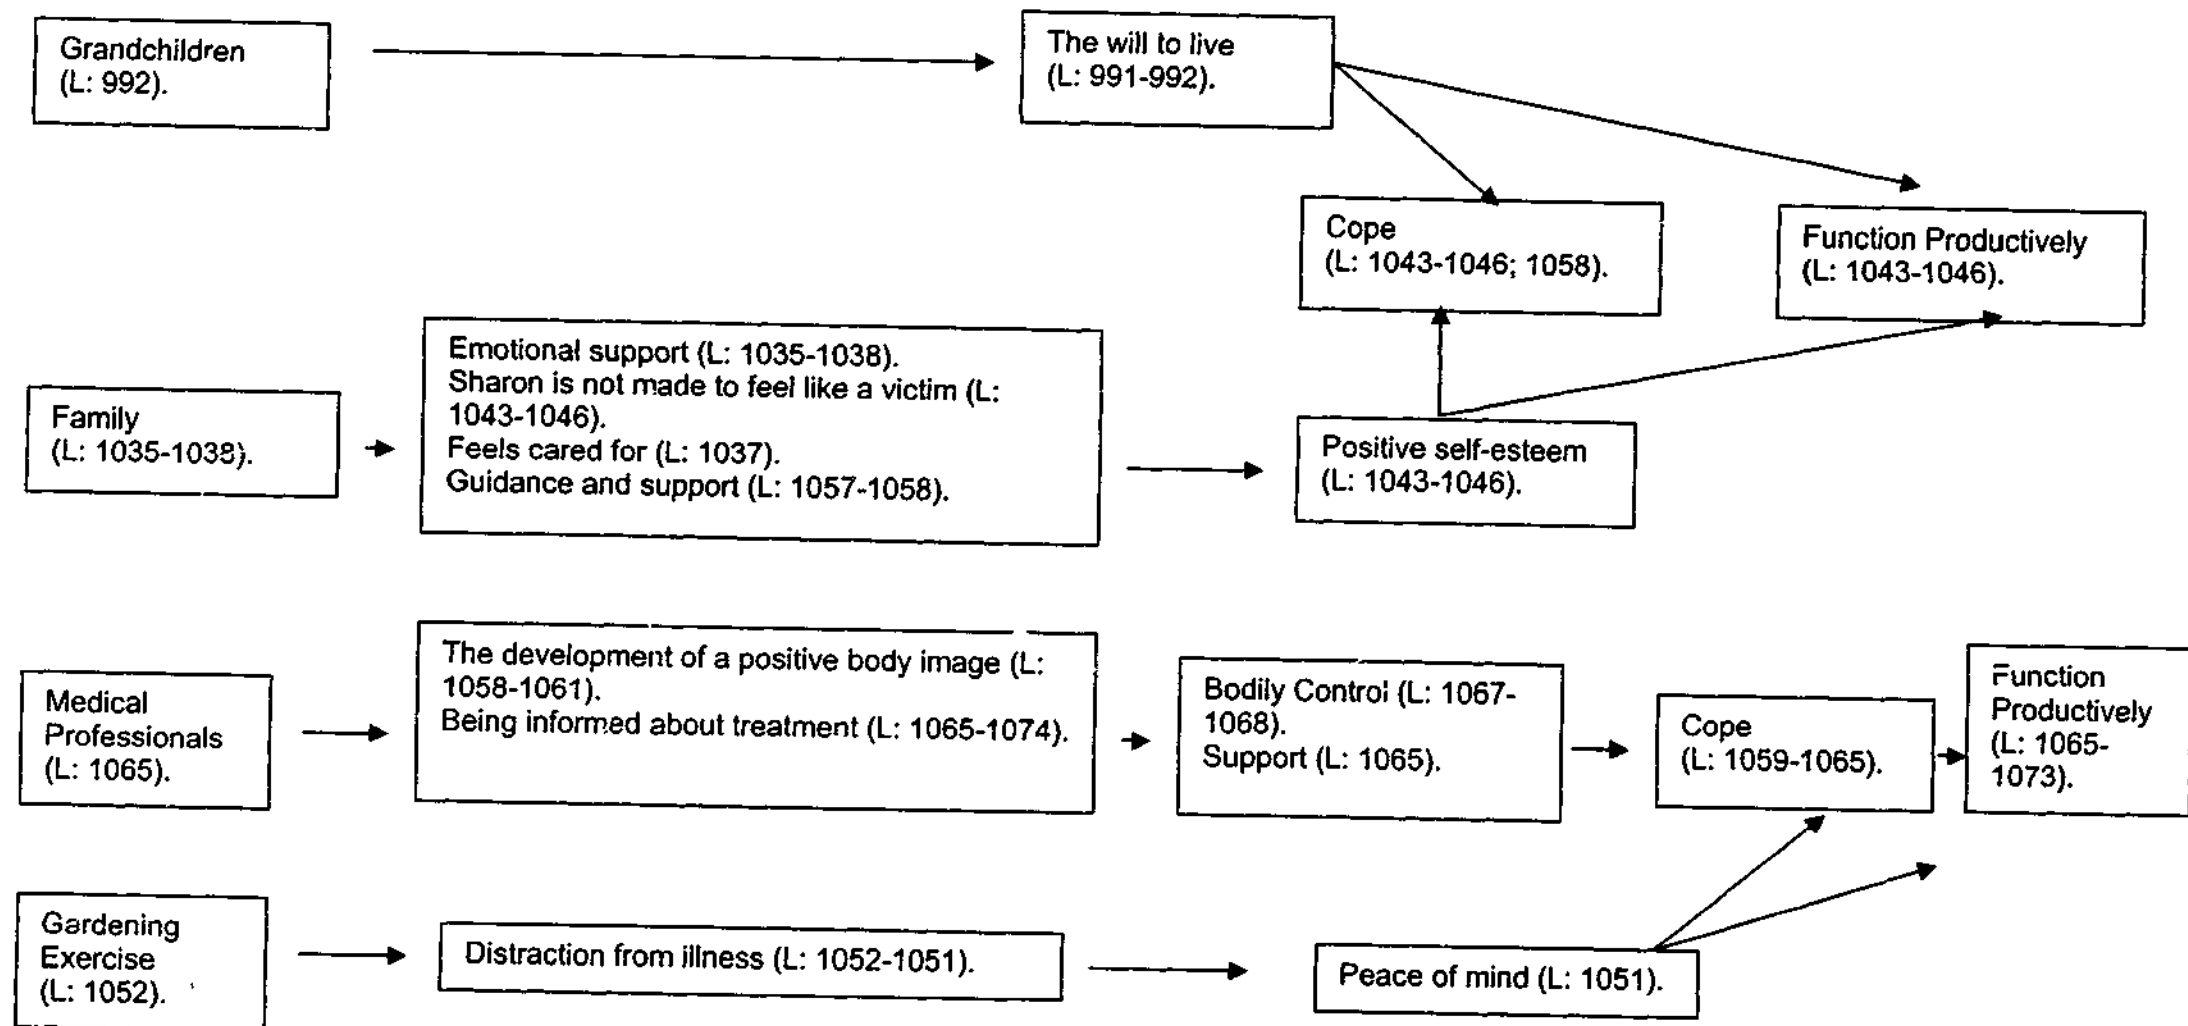 Grandchildren
(L: 992).
The will to live
(L: 991-992).
Cope
(L: 1043-1046; 1058).
Function Productively
(L: 1043-1046).
Family
(L: 1035-1038).
Emotional support (L: 1035-1038).
Sharon is not made to feel like a victim (L:
1043-1046).
Feels cared for (L: 1037).
Guidance and support (L: 1057-1058).
Positive self-esteem
(L: 1043-1046).
Medical
Professionals
(L: 1065).
The development of a positive body image (L:
1058-1061).
Being informed about treatment (L: 1065-1074).
Bodily Control (L: 1067-
1068).
Support (L: 1065).
Cope
(L: 1059-1065).
Function
Productively
(L: 1065-
1073).
Gardening
Exercise
(L: 1052).
Distraction from illness (L: 1052-1051).
Peace of mind (L: 1051).